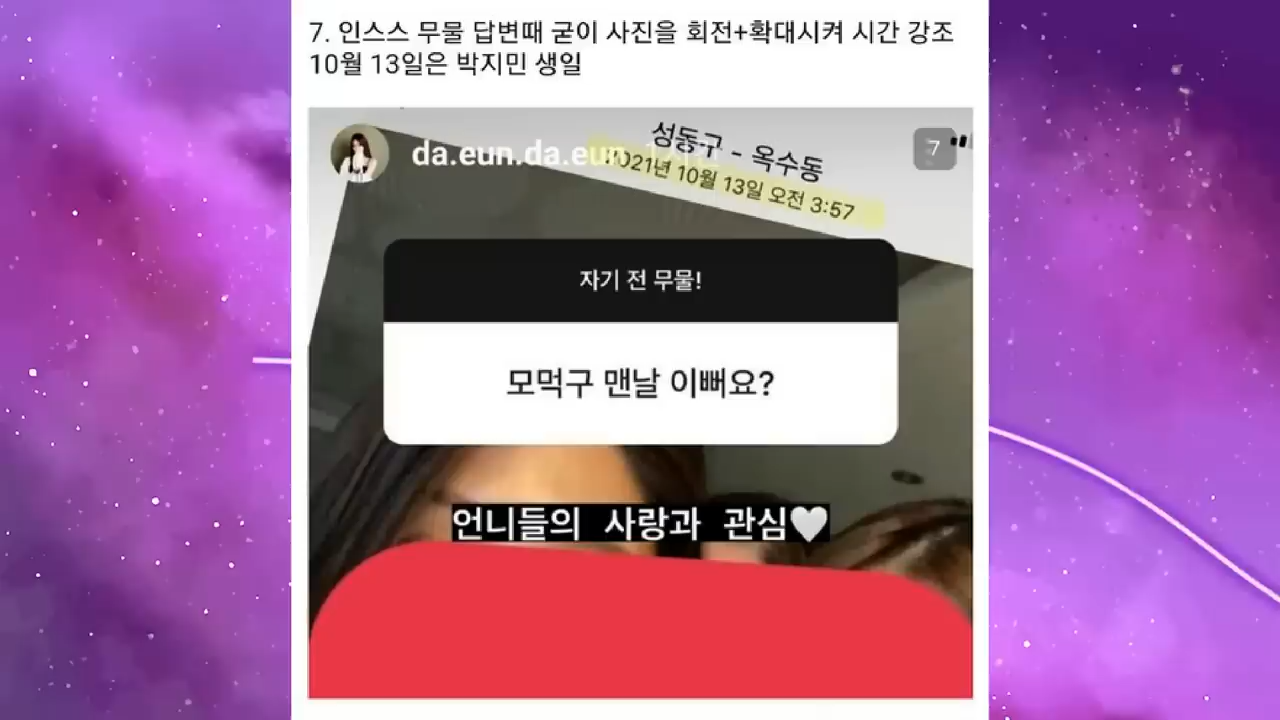 7. 인스스 무물 답변때 굳이 사진을 회전+확대시켜 시간 강조
10월 13일은 박지민 생일
성동구 - 옥수동
da.eun.da.eun
2021년 10월 13일 오전 3:57
7
자기 전 무물!
모먹구 맨날 이뻐요?
언니들의 사랑과 관심🤍